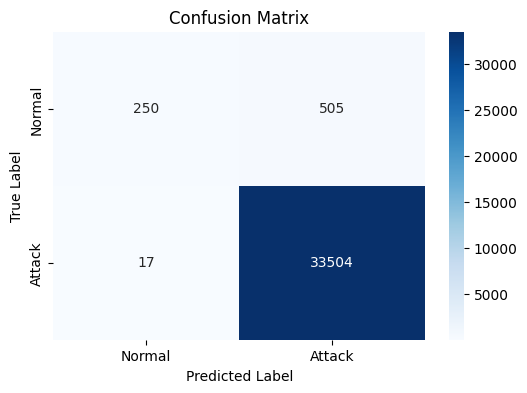 Confusion Matrix
True Label
Normal
250
505
Attack
17
33504
Normal
Attack
Predicted Label
30000
25000
20000
15000
10000
5000